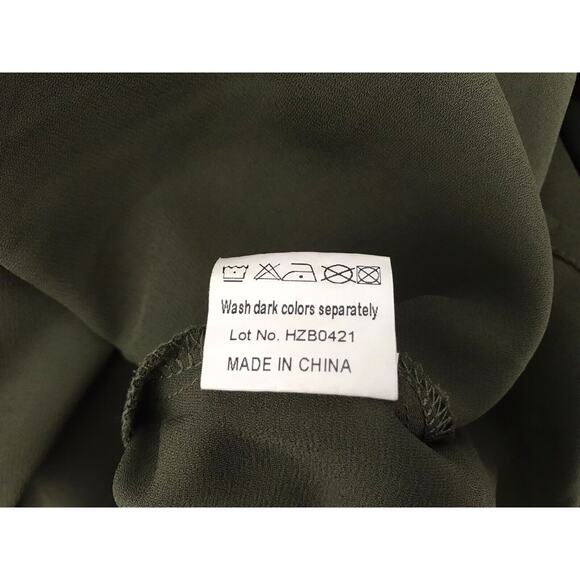 Wash dark colors separately
Lot No. HZB0421
MADE IN CHINA